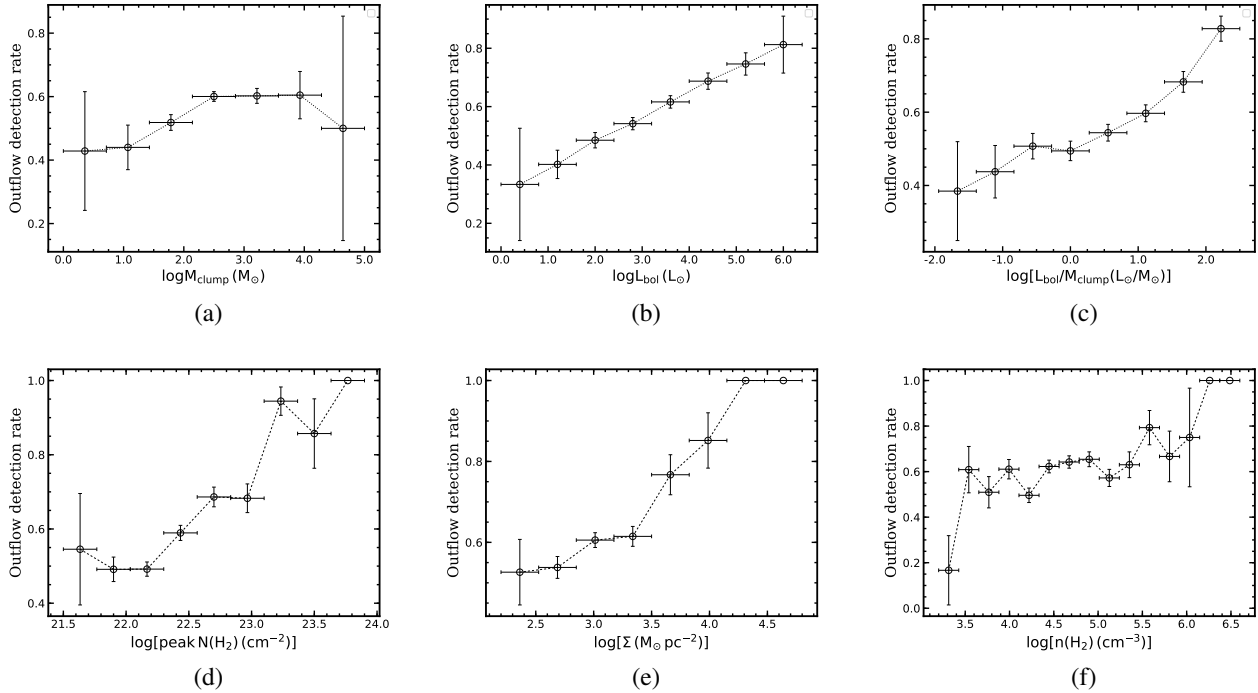 Outflow detection rate
0.8
0.6
0.4
0.2
0.0 1.0 2.0 3.0 4.0 5.0
logM_clump (M_⊙)
(a)
Outflow detection rate
0.8
0.6
0.4
0.2
0.0 1.0 2.0 3.0 4.0 5.0 6.0
logL_bol (L_⊙)
(b)
Outflow detection rate
0.8
0.6
0.4
-2.0 -1.0 0.0 1.0 2.0
log[L_bol/M_clump(L_⊙/M_⊙)]
(c)
Outflow detection rate
1.0
0.8
0.6
0.4
21.5 22.0 22.5 23.0 23.5 24.0
log[peak N(H₂) (cm⁻²)]
(d)
Outflow detection rate
1.0
0.8
0.6
2.5 3.0 3.5 4.0 4.5
log[Σ (M_⊙ pc⁻²)]
(e)
Outflow detection rate
1.0
0.8
0.6
0.4
0.2
0.0
3.0 3.5 4.0 4.5 5.0 5.5 6.0 6.5
log[n(H₂) (cm⁻³)]
(f)